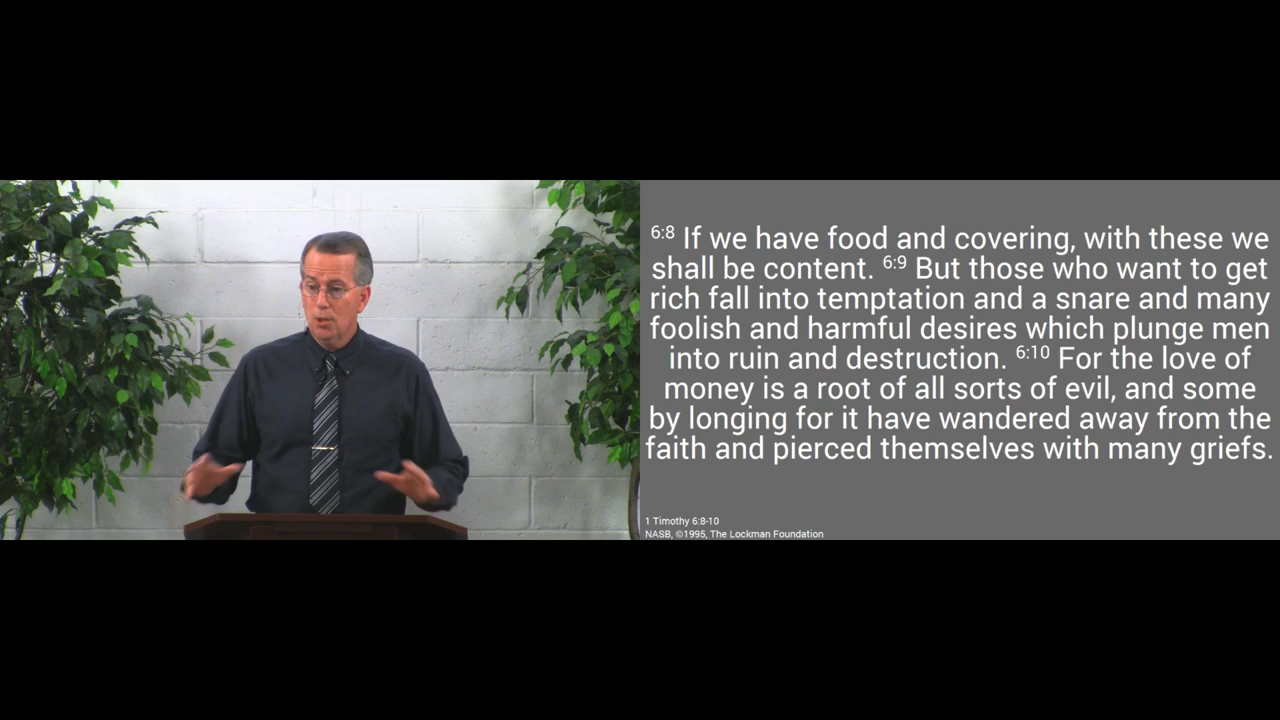 6:8 If we have food and covering, with these we
shall be content. 6:9 But those who want to get
rich fall into temptation and a snare and many
foolish and harmful desires which plunge men
into ruin and destruction. 6:10 For the love of
money is a root of all sorts of evil, and some
by longing for it have wandered away from the
faith and pierced themselves with many griefs.
1 Timothy 6:8-10
NASB, ©1995, The Lockman Foundation